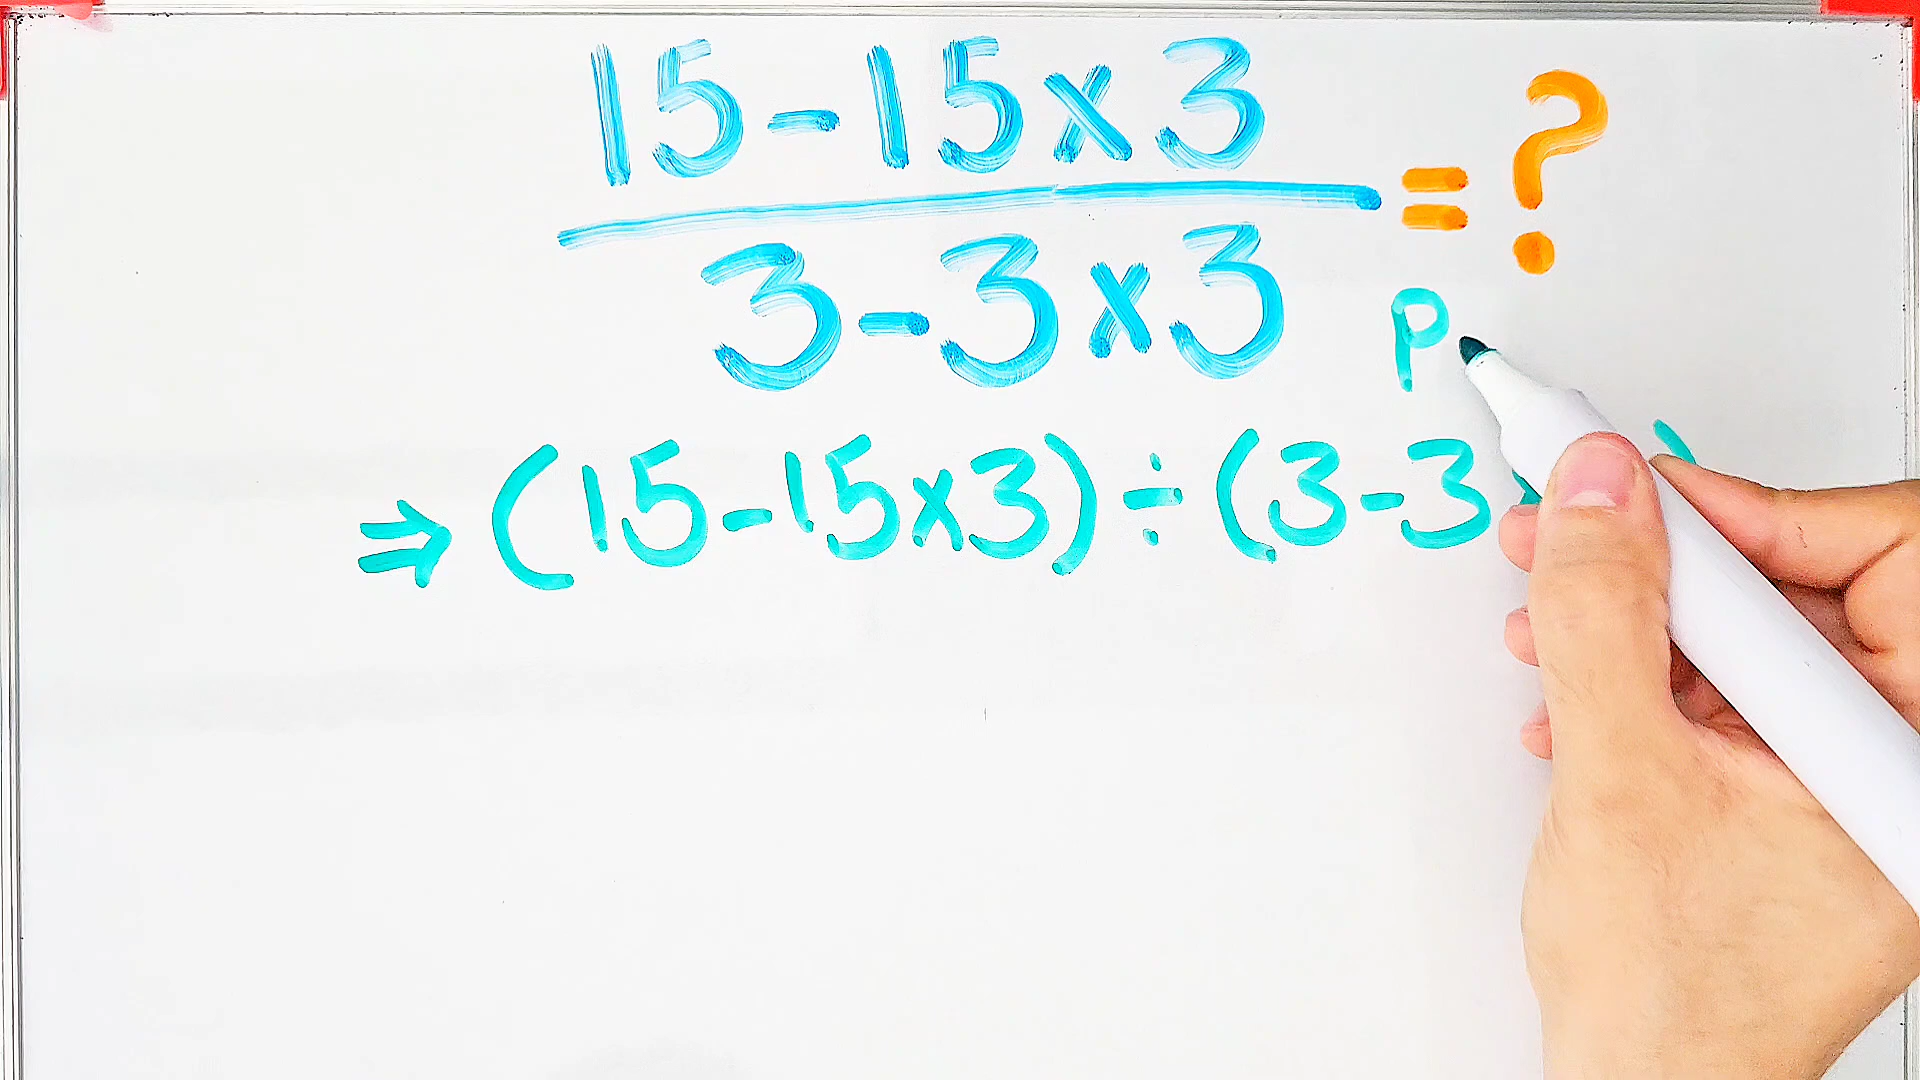 15-15x3
= ?
3-3x3
P
⇒ (15-15x3) ÷ (3-3